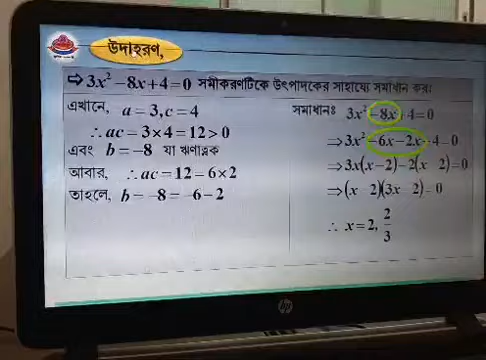 উদাহরণ,
⇨ 3x² −8x+4=0 সমীকরণটিকে উৎপাদকের সাহায্যে সমাধান কর।
এখানে, a=3,c=4
∴ac=3×4=12>0
এবং b=−8 যা ঋণাত্নক
আবার, ∴ac=12=6×2
তাহলে, b=−8=−6−2
সমাধানঃ 3x² −8x+4=0
⇒3x² −6x−2x+4=0
⇒3x(x−2)−2(x−2)=0
⇒(x−2)(3x−2)=0
∴ x=2, 2/3
hp